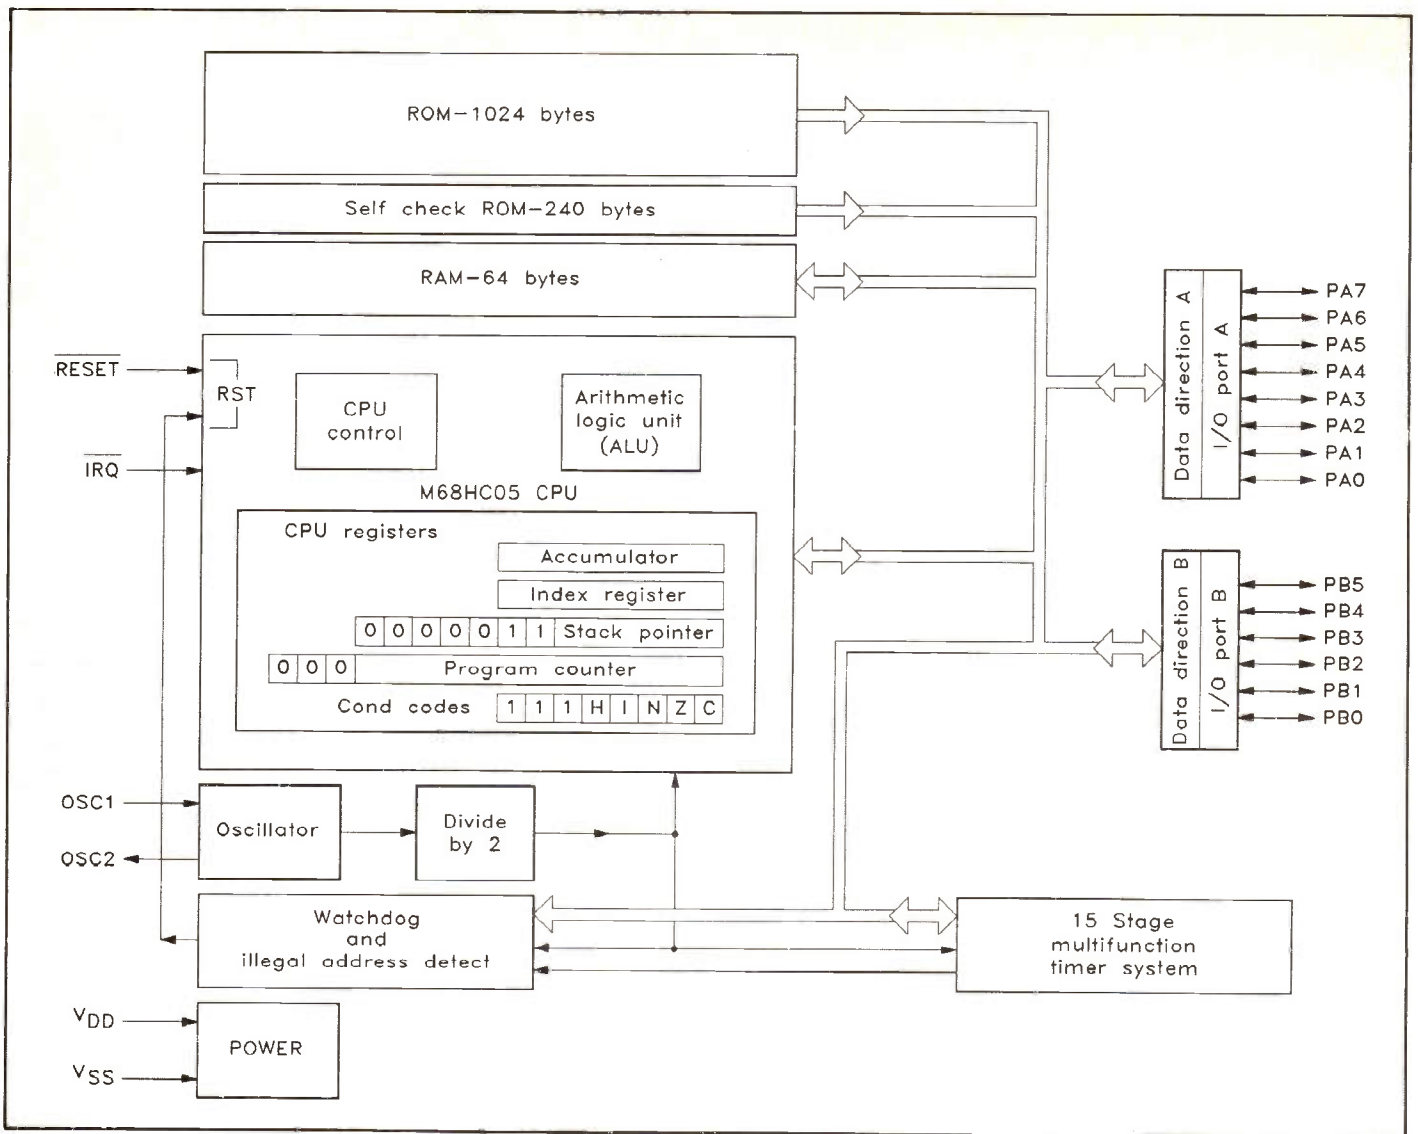 ROM-1024 bytes
Self check ROM-240 bytes
RAM-64 bytes
RESET
RST
IRQ
CPU
control
Arithmetic
logic unit
(ALU)
M68HC05 CPU
CPU registers
Accumulator
Index register
0 0 0 0 0 1 1 Stack pointer
0 0 0 Program counter
Cond codes 1 1 1 H I N Z C
Data direction A
I/O port A
PA7
PA6
PA5
PA4
PA3
PA2
PA1
PA0
Data direction B
I/O port B
PB5
PB4
PB3
PB2
PB1
PB0
OSC1
OSC2
Oscillator
Divide
by 2
Watchdog
and
illegal address detect
15 Stage
multifunction
timer system
VDD
VSS
POWER